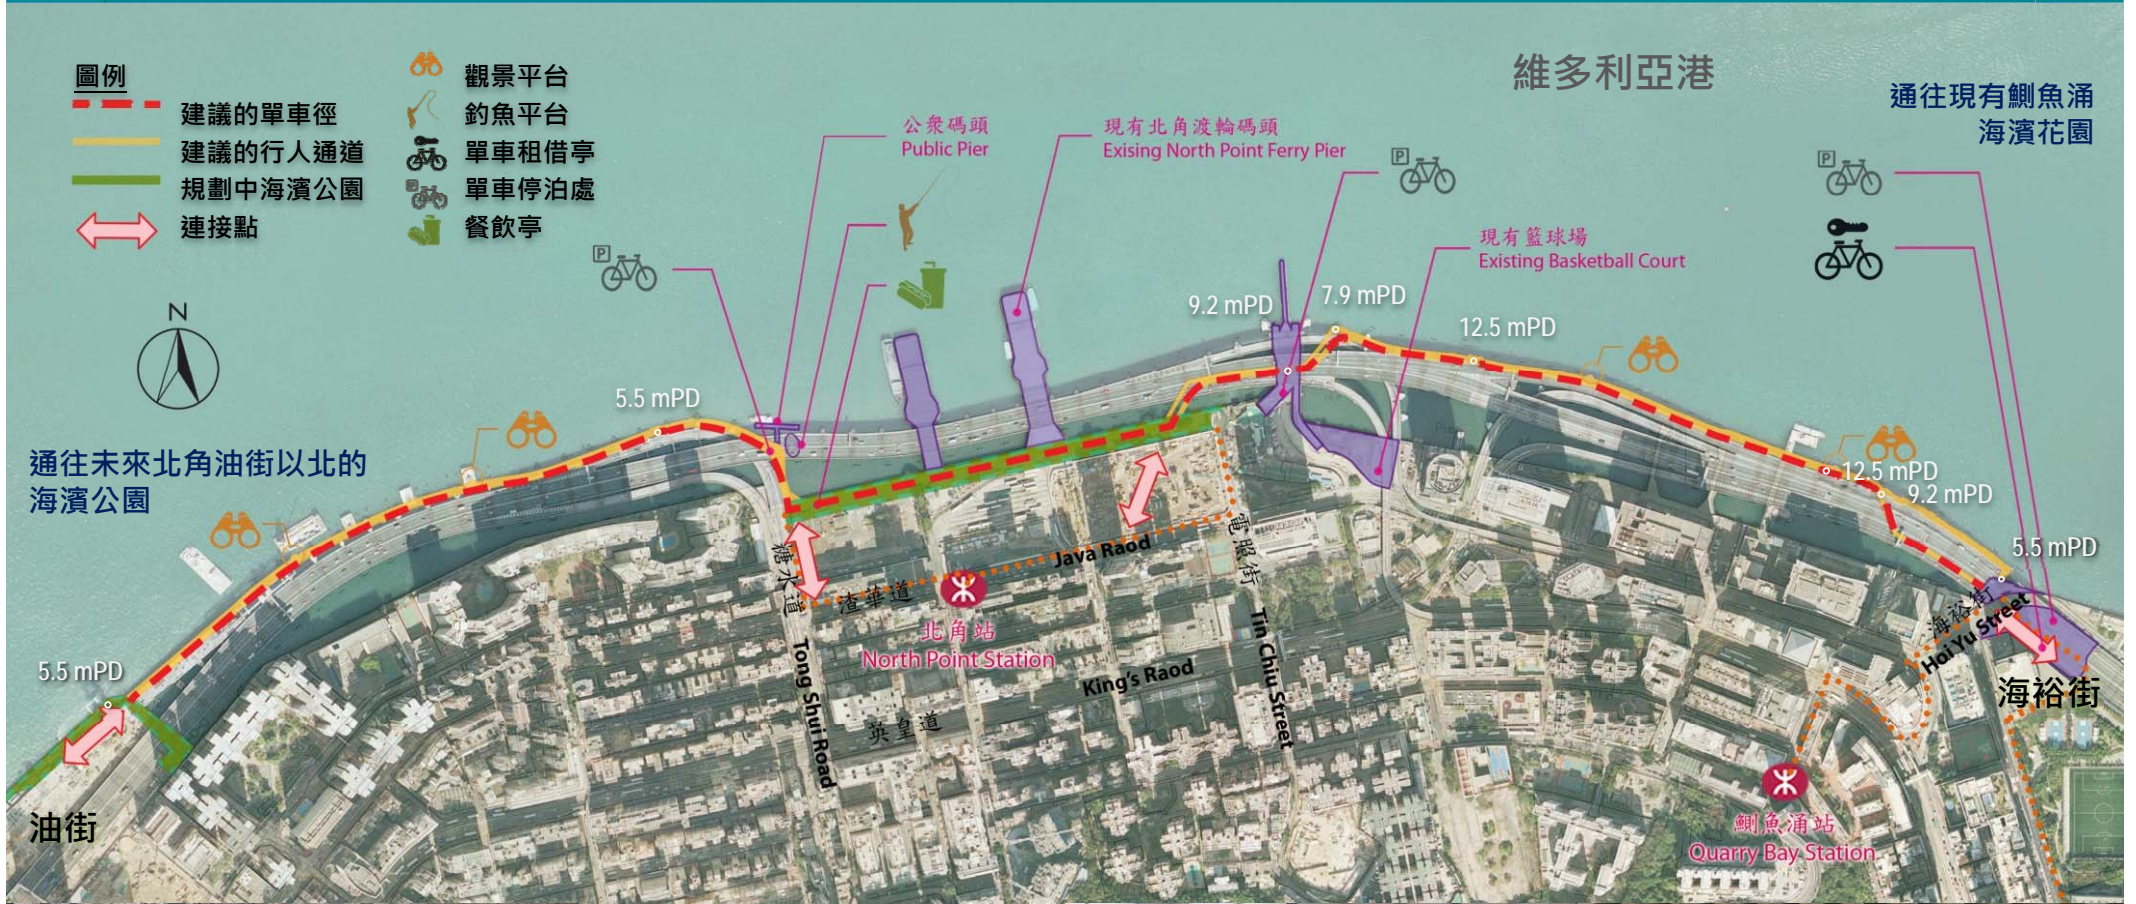 圖例
建議的單車徑
建議的行人通道
規劃中海濱公園
連接點
觀景平台
釣魚平台
單車租借亭
P
單車停泊處
餐飲亭
維多利亞港
通往現有鰂魚涌
海濱花園
公衆碼頭
Public Pier
現有北角渡輪碼頭
Exising North Point Ferry Pier
P
P
現有籃球場
Existing Basketball Court
P
N
9.2 mPD
7.9 mPD
12.5 mPD
5.5 mPD
通往未來北角油街以北的
海濱公園
12.5 mPD
9.2 mPD
5.5 mPD
糖水道
Tong Shui Road
渣華道
Java Raod
電照街
Tin Chiu Street
北角站
North Point Station
King's Raod
英皇道
海裕街
Hoi Yu Street
海裕街
5.5 mPD
油街
鰂魚涌站
Quarry Bay Station